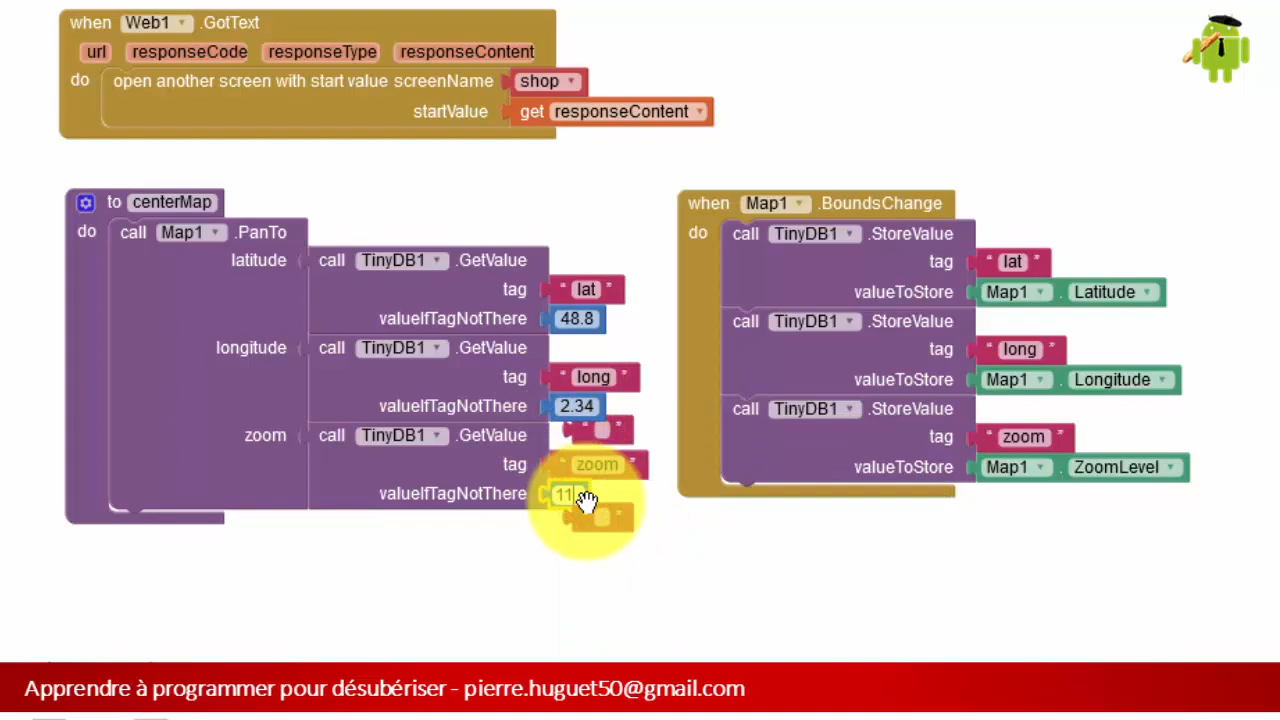 when Web1 .GotText
url responseCode responseType responseContent
do open another screen with start value screenName shop
startValue get responseContent
to centerMap
do call Map1 .PanTo
latitude call TinyDB1 .GetValue
tag “ lat ”
valueIfTagNotThere 48.8
longitude call TinyDB1 .GetValue
tag “ long ”
valueIfTagNotThere 2.34
“ ”
zoom call TinyDB1 .GetValue
tag “ zoom ”
valueIfTagNotThere 11
“ ”
when Map1 .BoundsChange
do call TinyDB1 .StoreValue
tag “ lat ”
valueToStore Map1 . Latitude
call TinyDB1 .StoreValue
tag “ long ”
valueToStore Map1 . Longitude
call TinyDB1 .StoreValue
tag “ zoom ”
valueToStore Map1 . ZoomLevel
Apprendre à programmer pour désubériser - pierre.huguet50@gmail.com